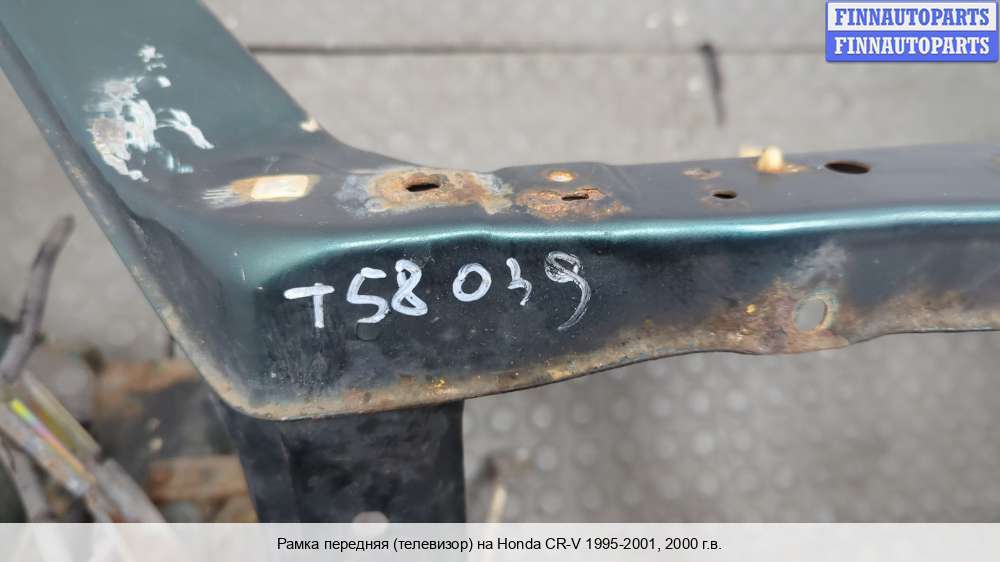 FINNAUTOPARTS
FINNAUTOPARTS
T58039
Рамка передняя (телевизор) на Honda CR-V 1995-2001, 2000 г.в.